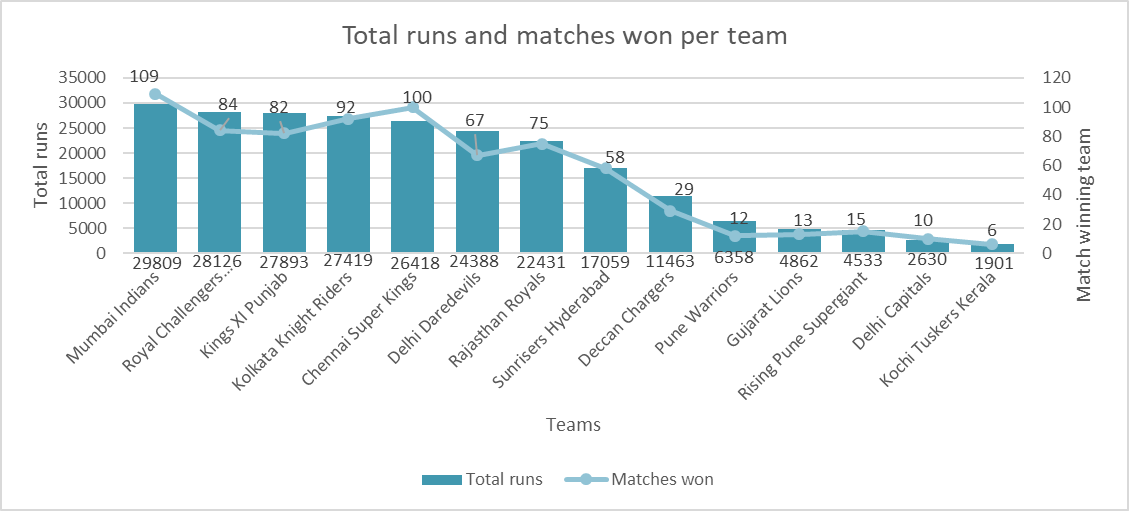 Total runs and matches won per team
Total runs
35000
30000
25000
20000
15000
10000
5000
0
109 84 82 92 100 67 75 58 29 12 13 15 10 6
120
100
80
60
40
20
0
Match winning team
29809 28126 27893 27419 26418 24388 22431 17059 11463 6358 4862 4533 2630 1901
Mumbai Indians
Royal Challengers...
Kings XI Punjab
Kolkata Knight Riders
Chennai Super Kings
Delhi Daredevils
Rajasthan Royals
Sunrisers Hyderabad
Deccan Chargers
Pune Warriors
Gujarat Lions
Rising Pune Supergiant
Delhi Capitals
Kochi Tuskers Kerala
Teams
Total runs
Matches won